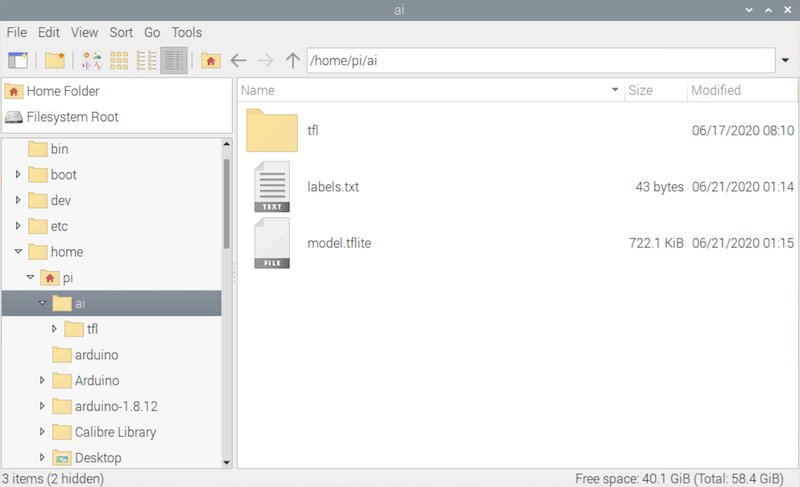 ai
File Edit View Sort Go Tools
/home/pi/ai
Home Folder
Filesystem Root
bin
boot
dev
etc
home
pi
ai
tfl
arduino
Arduino
arduino-1.8.12
Calibre Library
Desktop
Name Size Modified
tfl 06/17/2020 08:10
TEXT labels.txt 43 bytes 06/21/2020 01:14
FILE model.tflite 722.1 KiB 06/21/2020 01:15
3 items (2 hidden) Free space: 40.1 GiB (Total: 58.4 GiB)